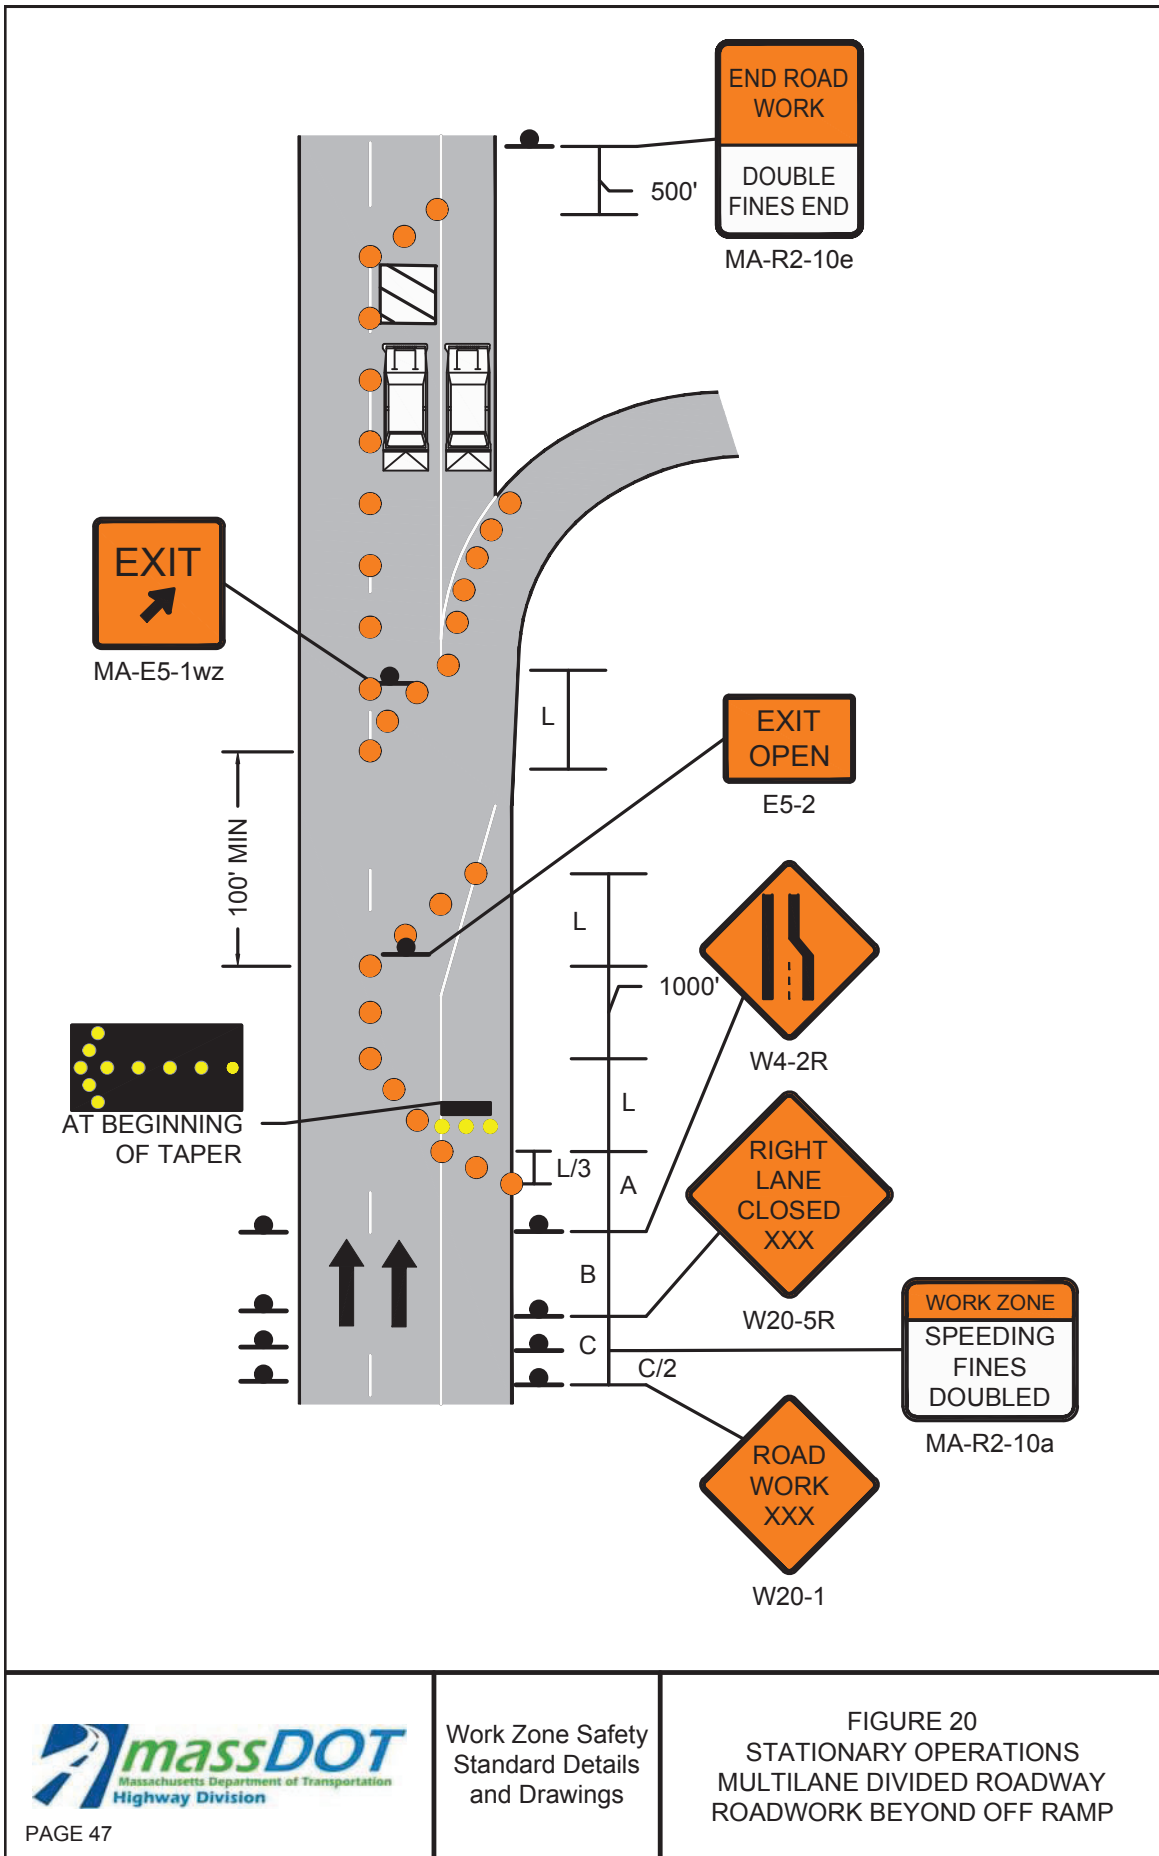 END ROAD
WORK
DOUBLE
FINES END
MA-R2-10e
500'
EXIT
MA-E5-1wz
L
EXIT
OPEN
E5-2
100' MIN
L
1000'
W4-2R
AT BEGINNING
OF TAPER
L
L/3
A
RIGHT
LANE
CLOSED
XXX
W20-5R
B
C
C/2
WORK ZONE
SPEEDING
FINES
DOUBLED
MA-R2-10a
ROAD
WORK
XXX
W20-1
massDOT
Massachusetts Department of Transportation
Highway Division
PAGE 47
Work Zone Safety
Standard Details
and Drawings
FIGURE 20
STATIONARY OPERATIONS
MULTILANE DIVIDED ROADWAY
ROADWORK BEYOND OFF RAMP